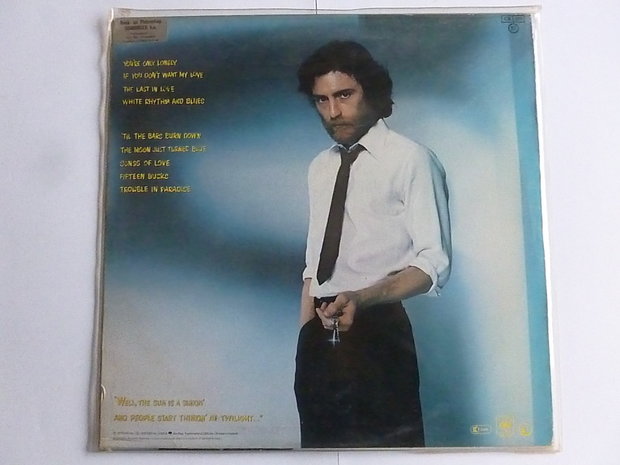 YOU'RE ONLY LONELY
IF YOU DON'T WANT MY LOVE
THE LAST IN LOVE
WHITE RHYTHM AND BLUES
'TIL THE BARS BURN DOWN
THE MOON JUST TURNED BLUE
SONGS OF LOVE
FIFTEEN BUCKS
TROUBLE IN PARADISE
"WELL, THE SUN IS A SINKIN'
AND PEOPLE START THINKIN' AT TWILIGHT..."